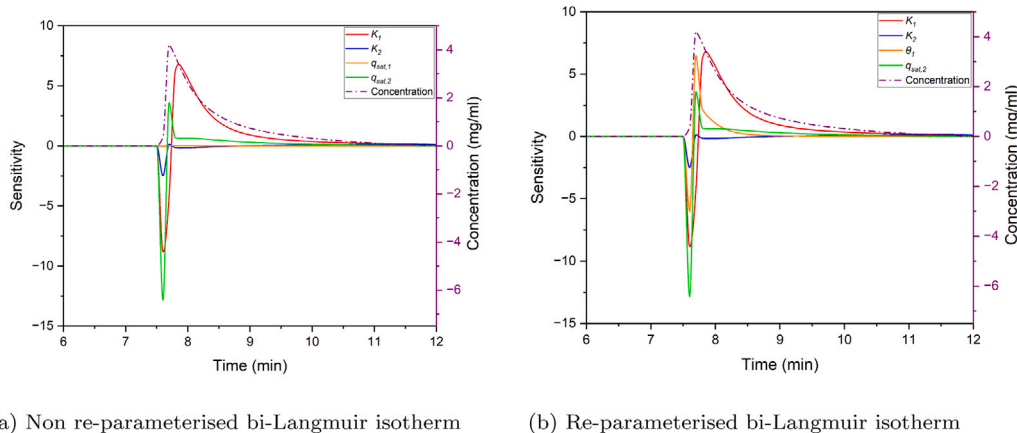 10
5
0
−5
−10
−15
Sensitivity
4
2
0
−2
−4
−6
Concentration (mg/ml)
K1
K2
qsat,1
qsat,2
Concentration
6 7 8 9 10 11 12
Time (min)
a) Non re-parameterised bi-Langmuir isotherm
10
5
0
−5
−10
−15
Sensitivity
4
2
0
−2
−4
−6
Concentration (mg/ml)
K1
K2
θ1
qsat,2
Concentration
6 7 8 9 10 11 12
Time (min)
(b) Re-parameterised bi-Langmuir isotherm